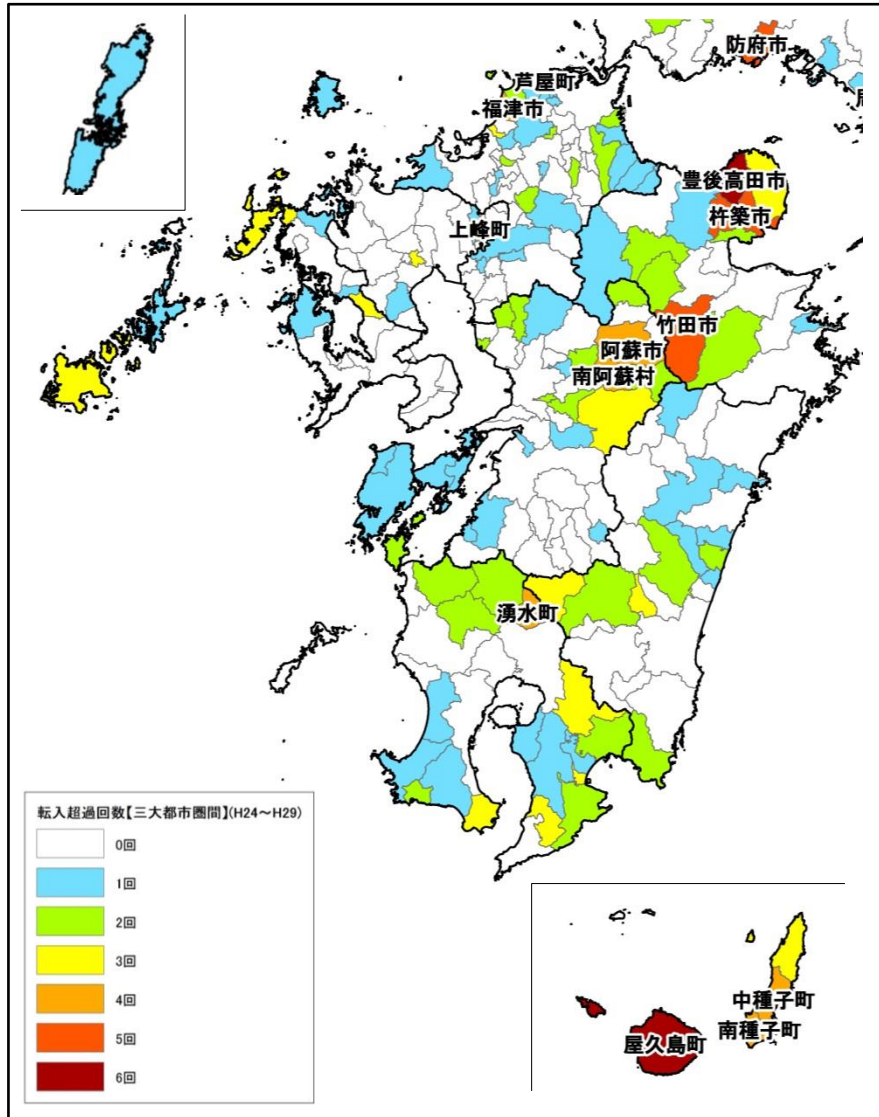 防府市
芦屋町
福津市
豊後高田市
杵築市
上峰町
竹田市
阿蘇市
南阿蘇村
湧水町
転入超過回数【三大都市圏間】(H24~H29)
0回
1回
2回
3回
4回
5回
6回
中種子町
南種子町
屋久島町